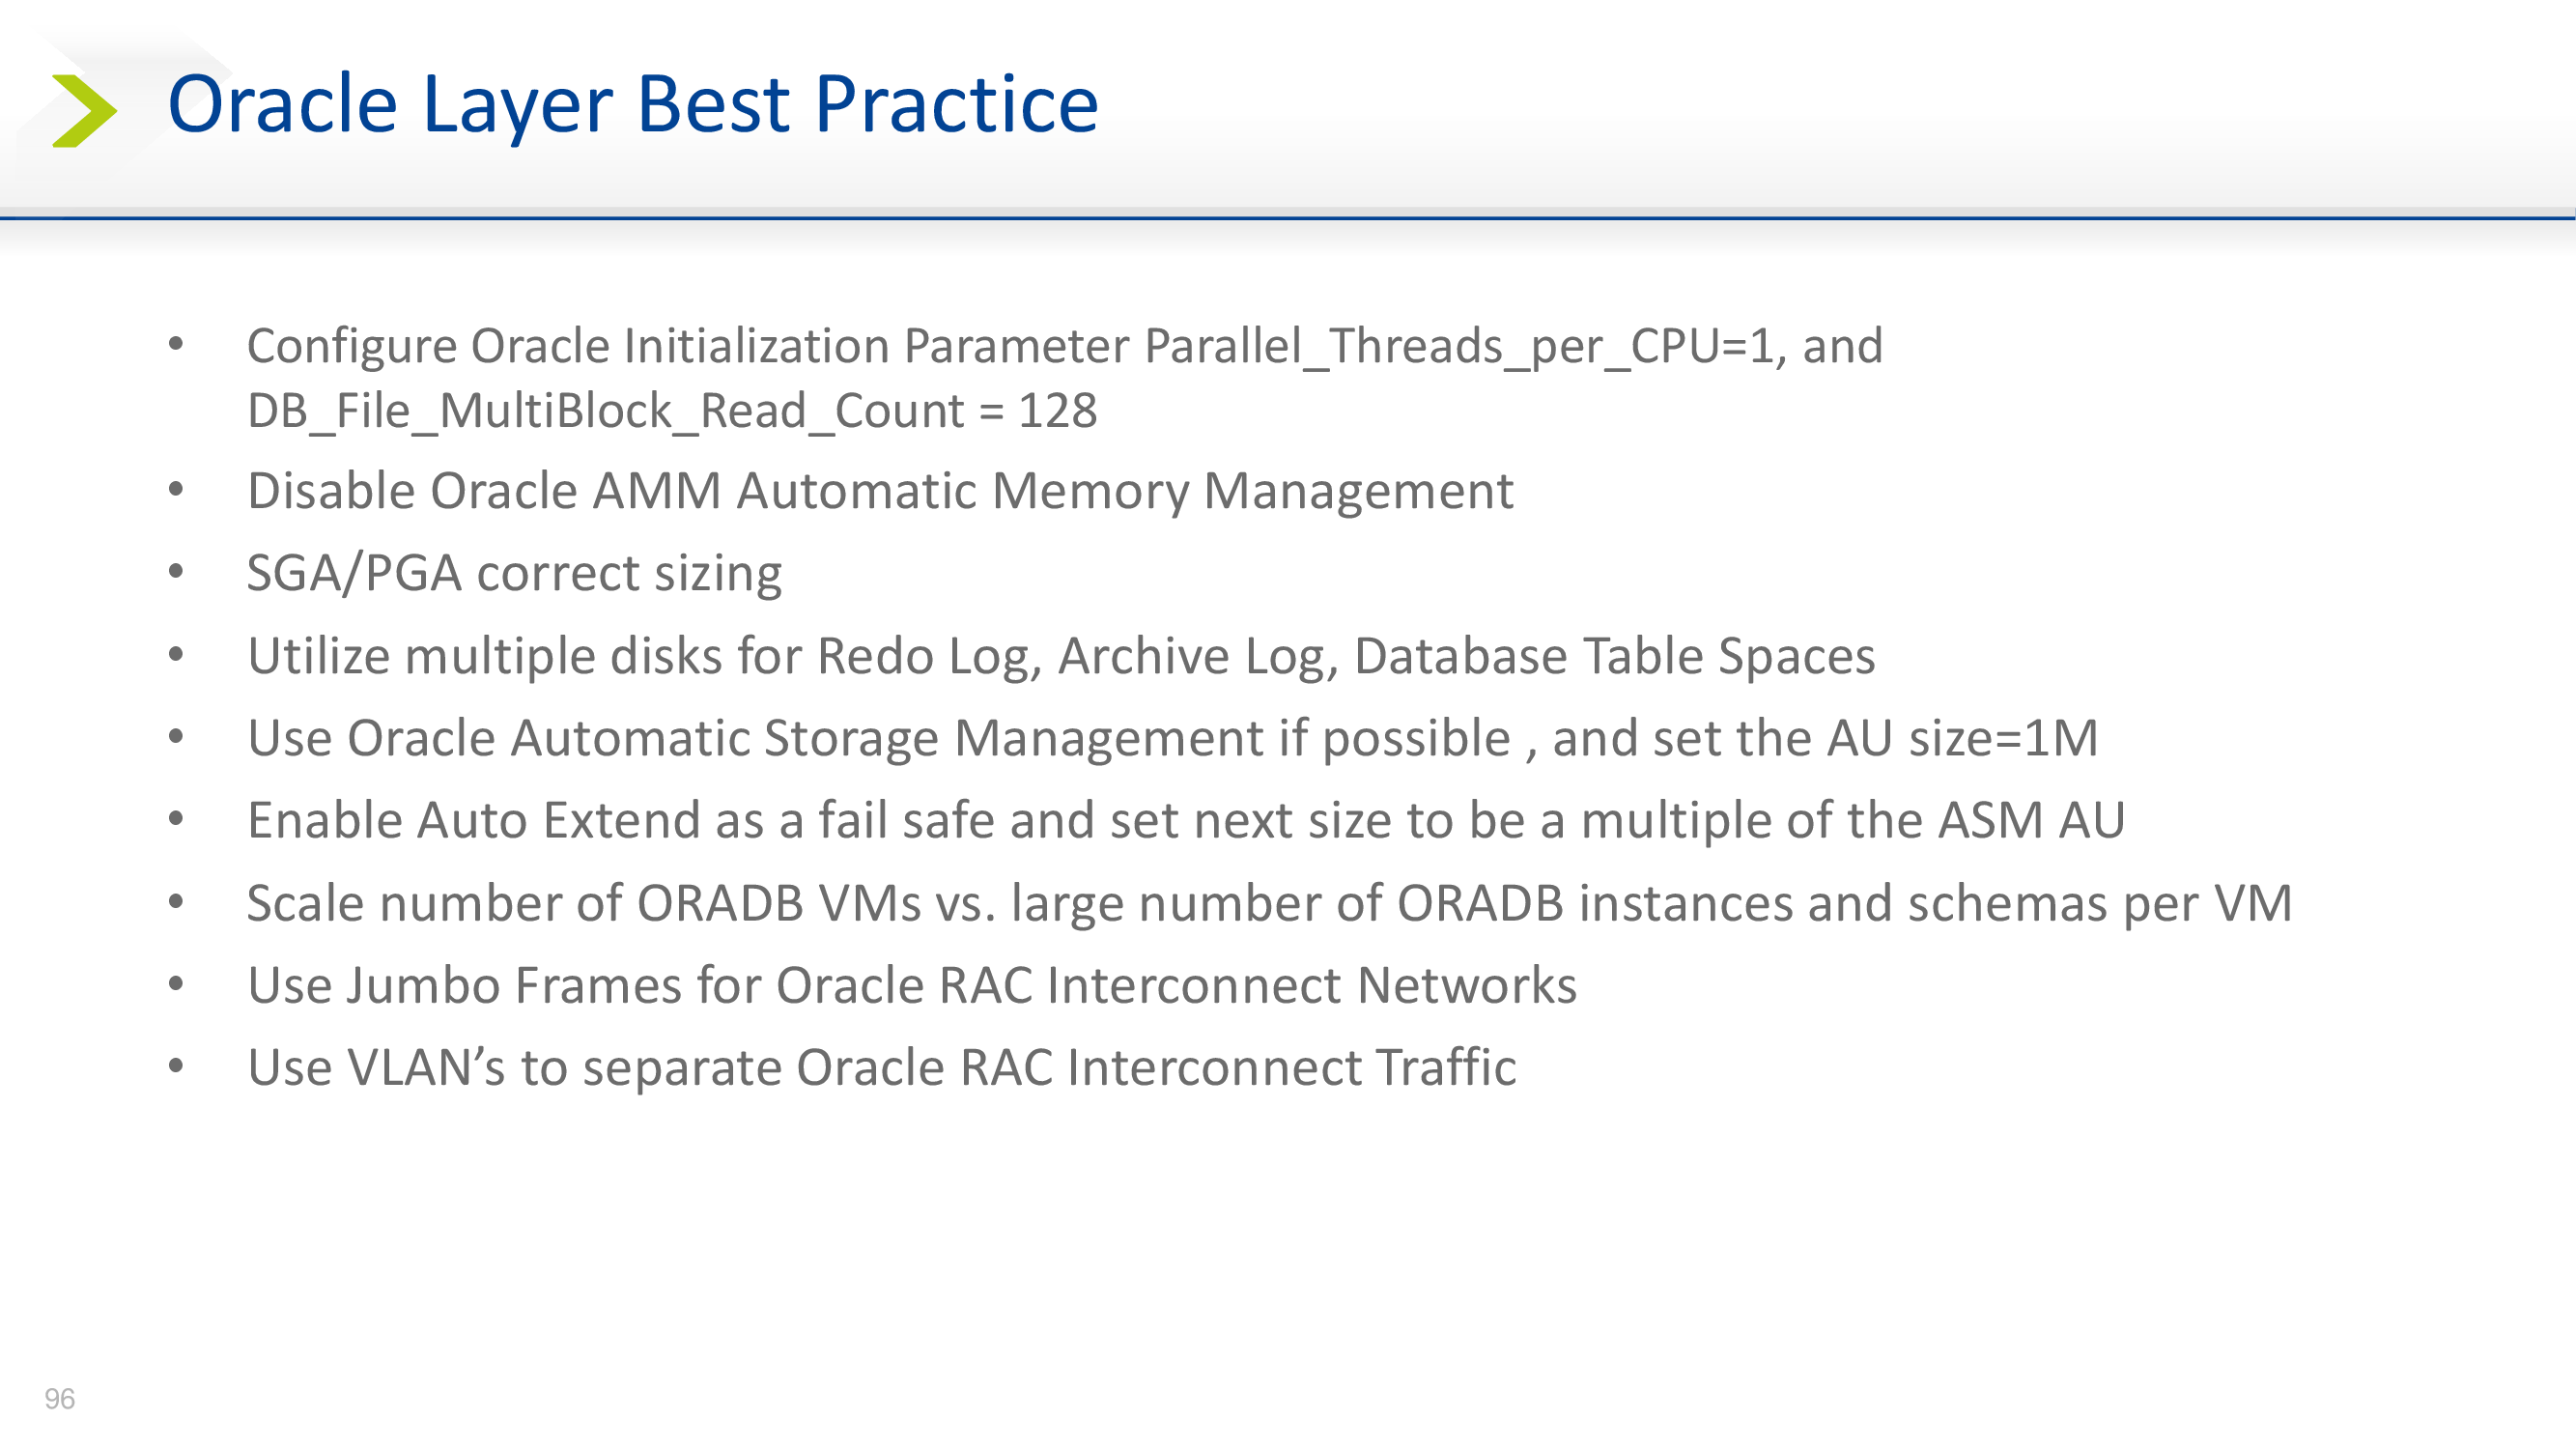 Oracle Layer Best Practice
• Configure Oracle Initialization Parameter Parallel_Threads_per_CPU=1, and
DB_File_MultiBlock_Read_Count = 128
• Disable Oracle AMM Automatic Memory Management
• SGA/PGA correct sizing
• Utilize multiple disks for Redo Log, Archive Log, Database Table Spaces
• Use Oracle Automatic Storage Management if possible , and set the AU size=1M
• Enable Auto Extend as a fail safe and set next size to be a multiple of the ASM AU
• Scale number of ORADB VMs vs. large number of ORADB instances and schemas per VM
• Use Jumbo Frames for Oracle RAC Interconnect Networks
• Use VLAN’s to separate Oracle RAC Interconnect Traffic
96